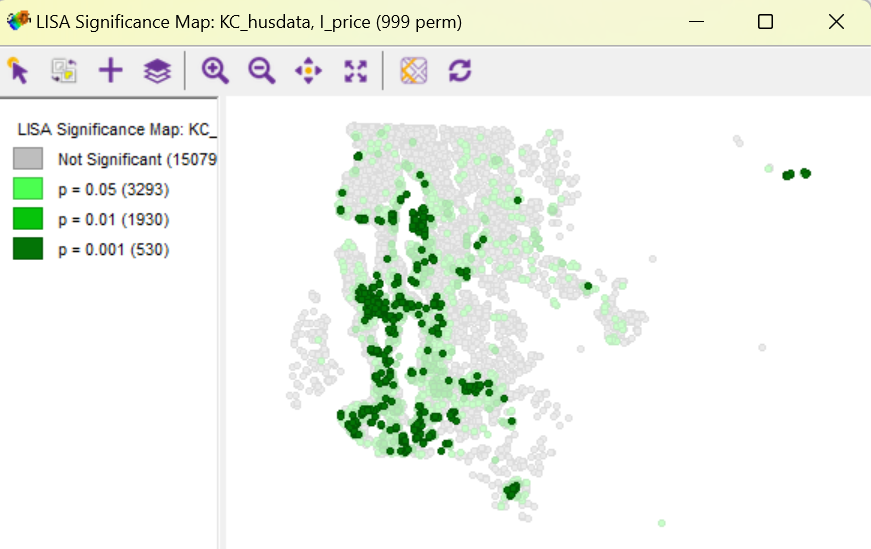 LISA Significance Map: KC_husdata, I_price (999 perm)
LISA Significance Map: KC_
Not Significant (15079
p = 0.05 (3293)
p = 0.01 (1930)
p = 0.001 (530)